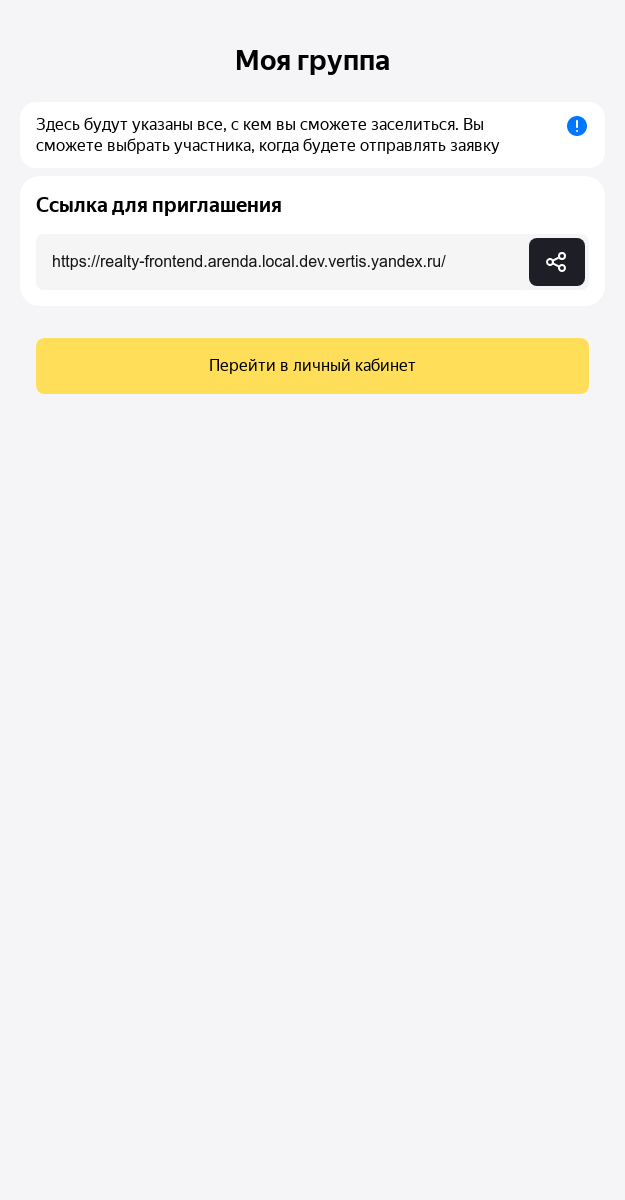 Моя группа
Здесь будут указаны все, с кем вы сможете заселиться. Вы
сможете выбрать участника, когда будете отправлять заявку
Ссылка для приглашения
https://realty-frontend.arenda.local.dev.vertis.yandex.ru/
Перейти в личный кабинет